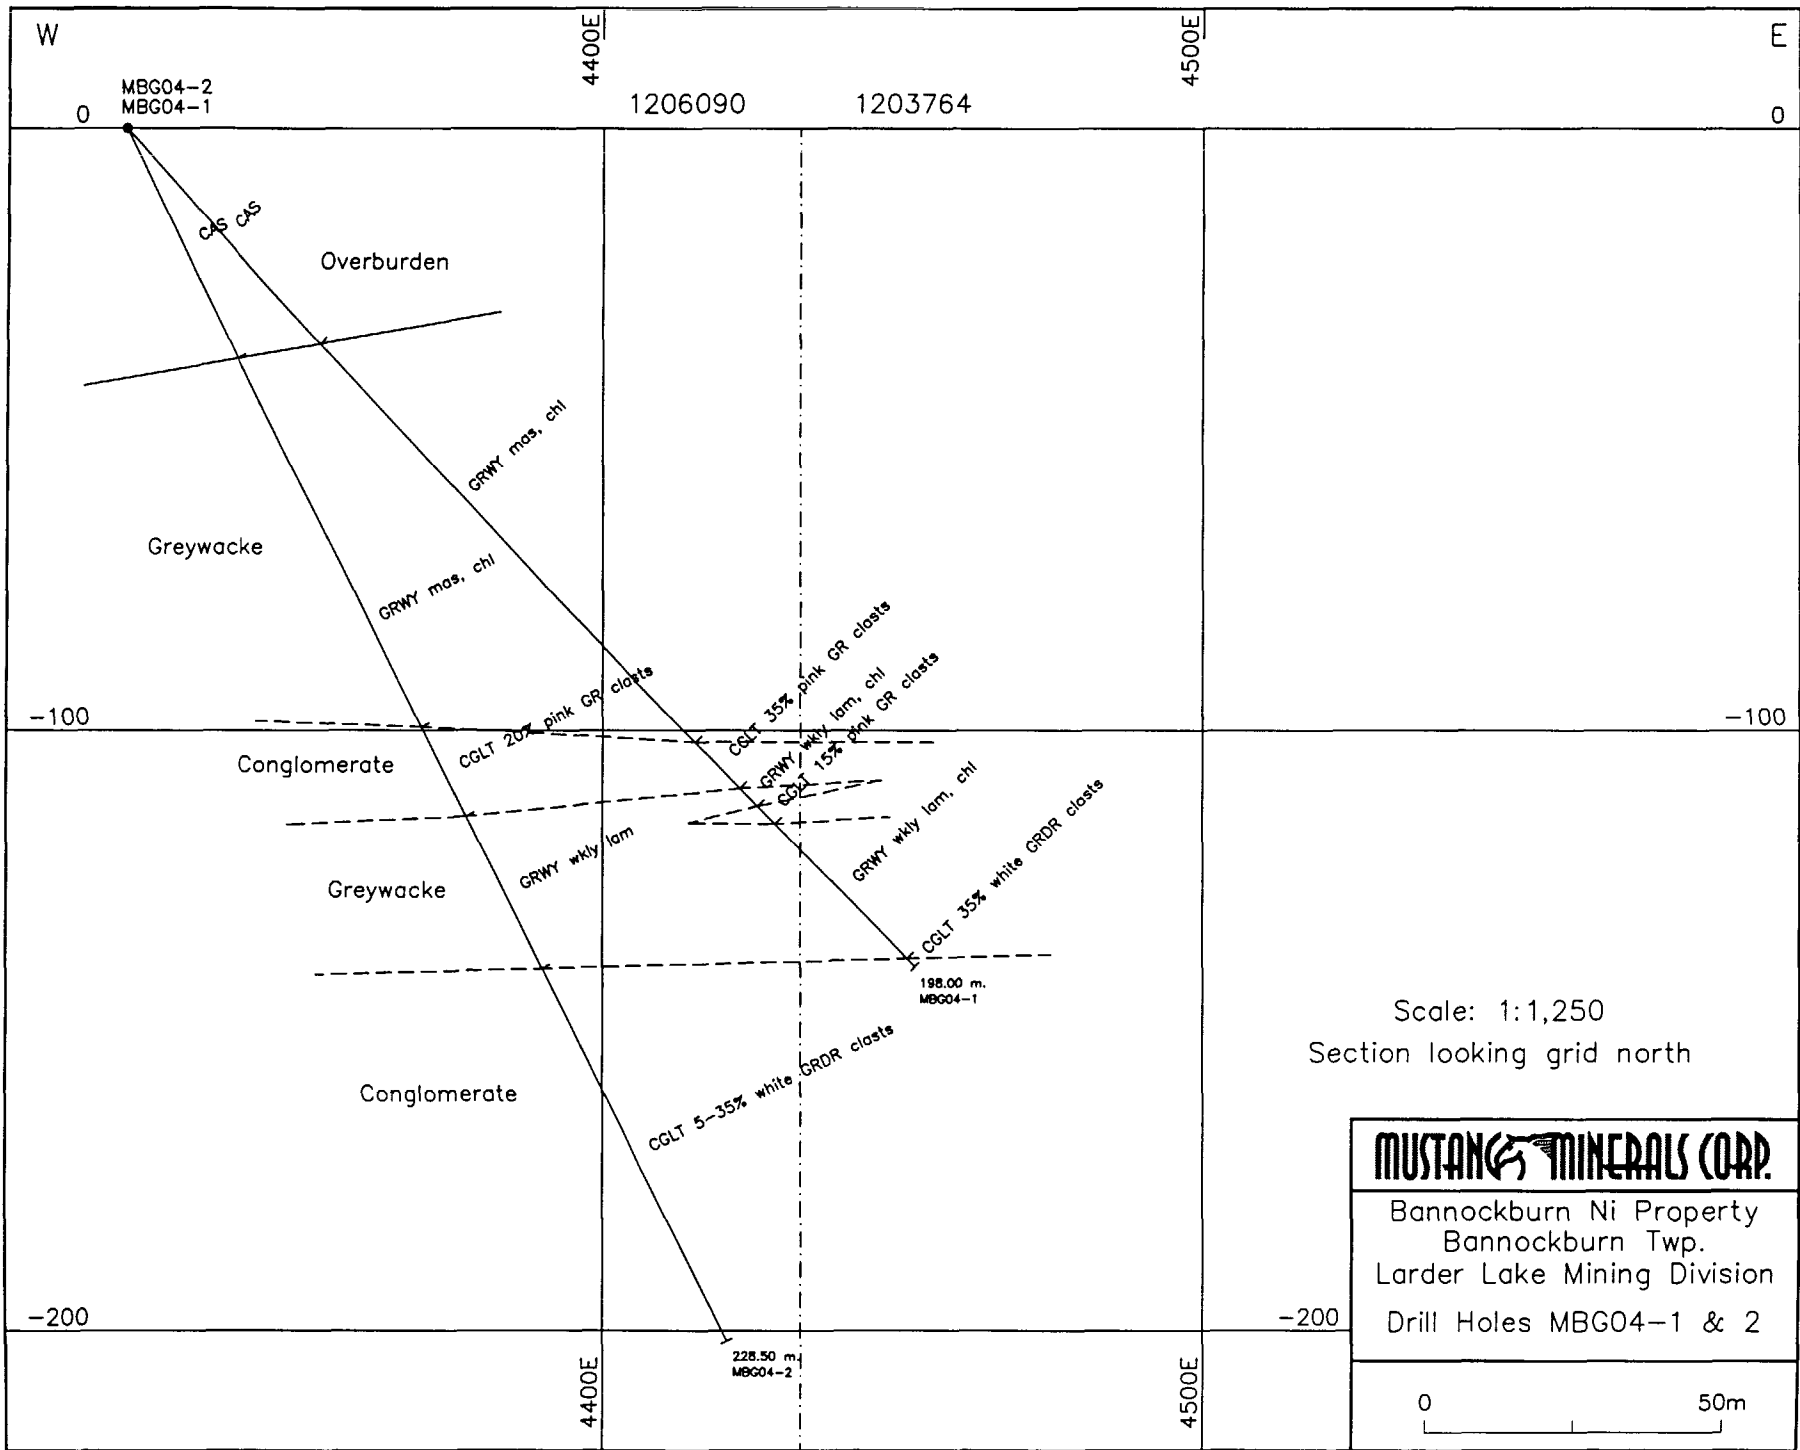 W
4400E
4500E
E
MBG04-2
MBG04-1
0
1206090
1203764
0
CAS
CAS
Overburden
GRWY mas, chl
Greywacke
GRWY mas, chl
CGLT 35% pink GR clasts
CGLT 20% pink GR clasts
GRWY wkly lam, chl
CGLT 15% pink GR clasts
-100
-100
Conglomerate
GRWY wkly lam, chl
GRWY wkly lam
CGLT 35% white GRDR clasts
Greywacke
198.00 m.
MBG04-1
Scale: 1:1,250
Section looking grid north
CGLT 5-35% white GRDR clasts
Conglomerate
MUSTANG MINERALS CORP.
Bannockburn Ni Property
Bannockburn Twp.
Larder Lake Mining Division
Drill Holes MBG04-1 & 2
-200
-200
228.50 m.
MBG04-2
4400E
4500E
0
50m